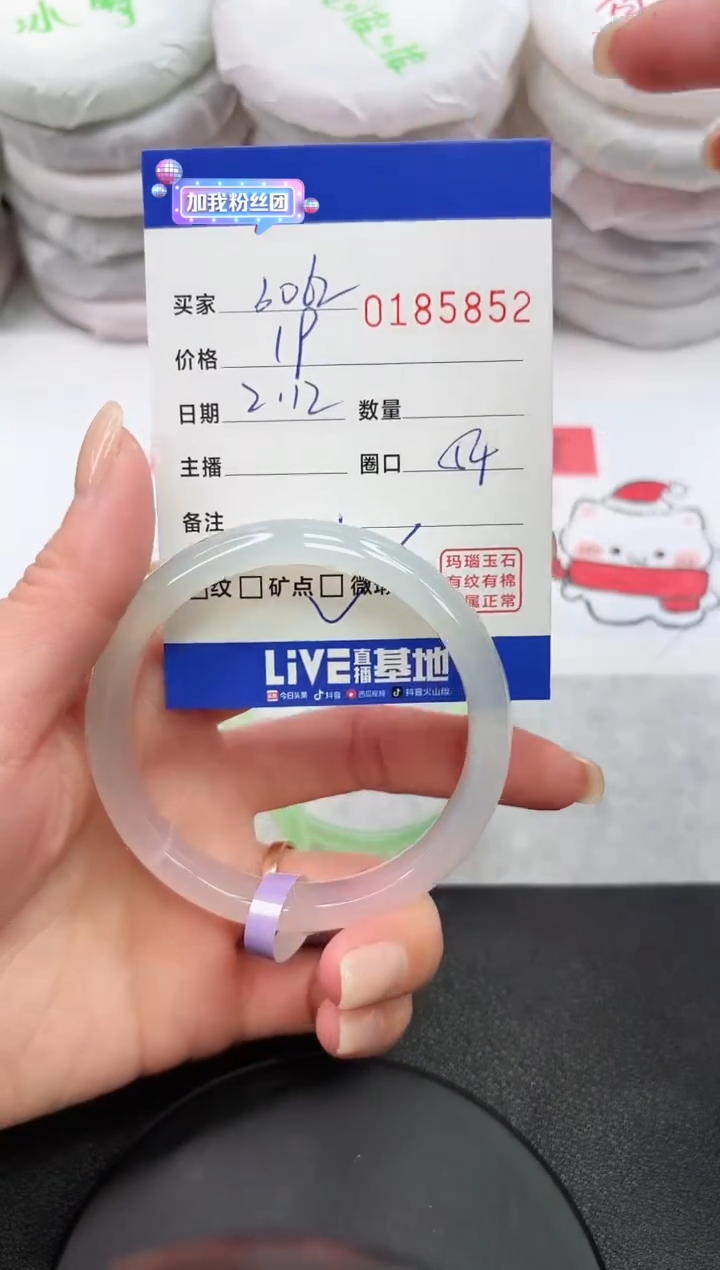 加我粉丝团
买家 6062 0185852
价格 19
日期 2.12 数量
主播 圈口 54
备注
纹 矿点 微瑕
玛瑙玉石
有纹有棉
属正常
LiVE直播基地
今日头条 抖音 西瓜视频 抖音火山版